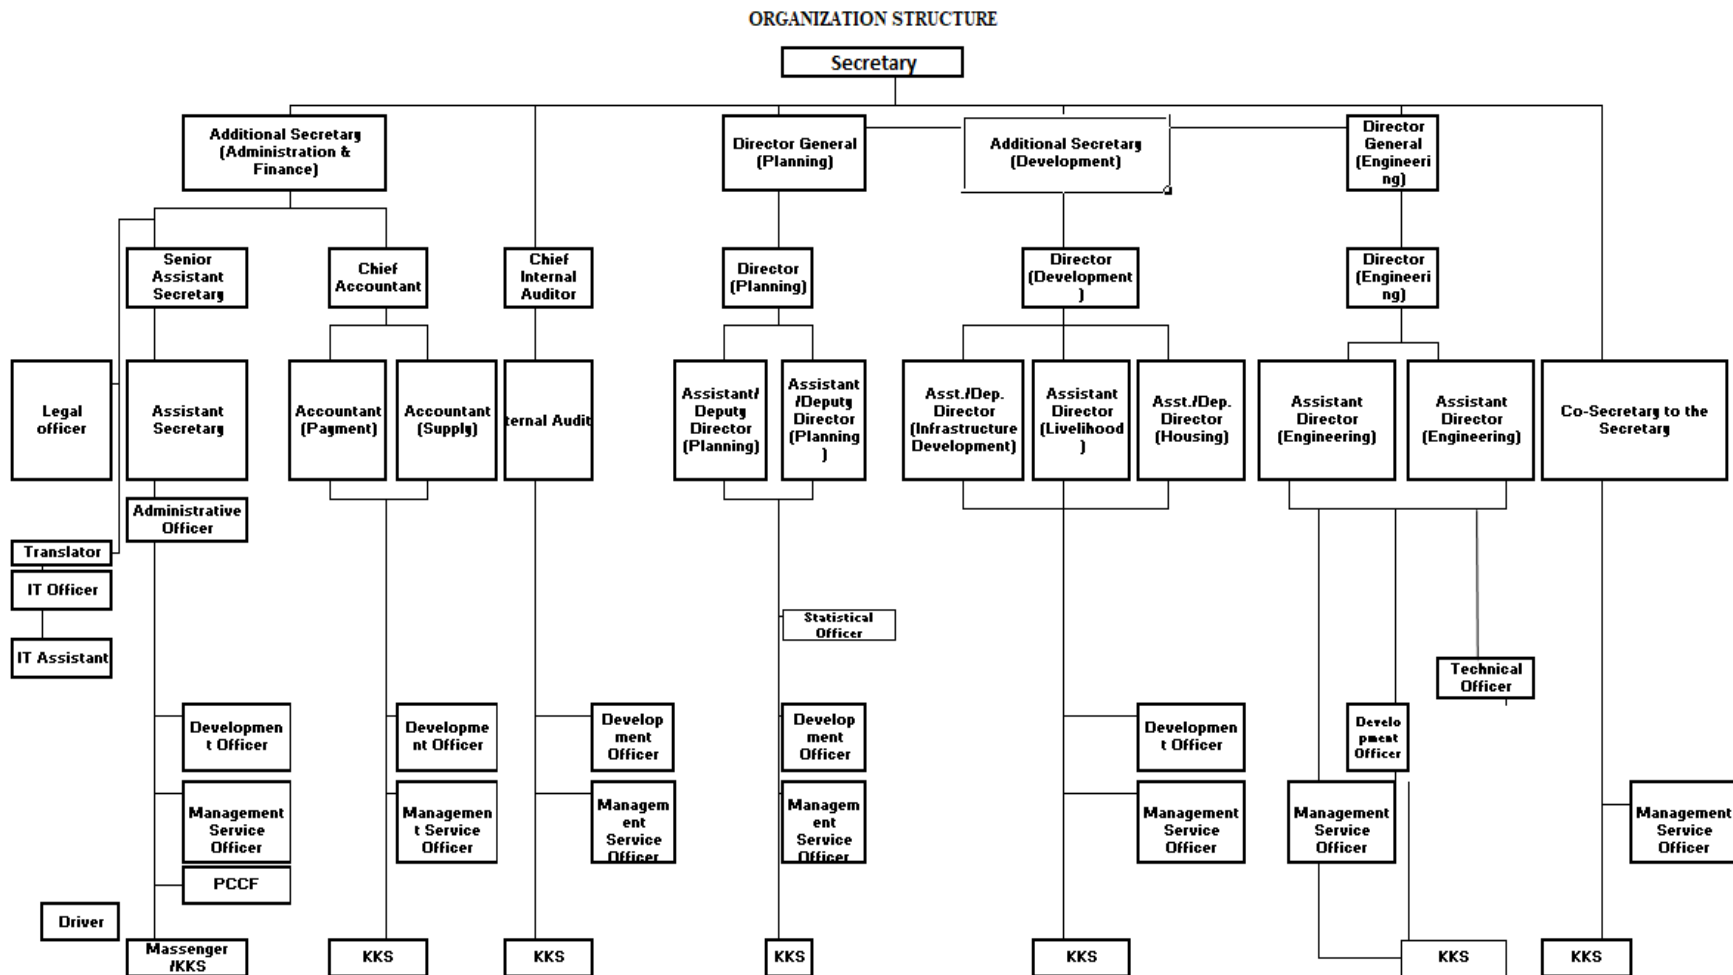 ORGANIZATION STRUCTURE
Secretary
Additional Secretary
(Administration &
Finance)
Director General
(Planning)
Additional Secretary
(Development)
Director
General
(Engineeri
ng)
Senior
Assistant
Secretary
Chief
Accountant
Chief
Internal
Auditor
Director
(Planning)
Director
(Development
)
Director
(Engineeri
ng)
Legal
officer
Assistant
Secretary
Accountant
(Payment)
Accountant
(Supply)
ternal Audit
Assistant/
Deputy
Director
(Planning)
Assistant
/Deputy
Director
(Planning
)
Asst./Dep.
Director
(Infrastructure
Development)
Assistant
Director
(Livelihood
)
Asst./Dep.
Director
(Housing)
Assistant
Director
(Engineering)
Assistant
Director
(Engineering)
Co-Secretary to the
Secretary
Administrative
Officer
Translator
IT Officer
IT Assistant
Statistical
Officer
Technical
Officer
Developmen
t Officer
Developme
nt Officer
Develop
ment
Officer
Develop
ment
Officer
Developmen
t Officer
Develo
pment
Officer
Management
Service
Officer
Managemen
t Service
Officer
Managem
ent
Service
Officer
Managem
ent
Service
Officer
Management
Service
Officer
Management
Service
Officer
Management
Service
Officer
PCCF
Driver
Massenger
/KKS
KKS
KKS
KKS
KKS
KKS
KKS